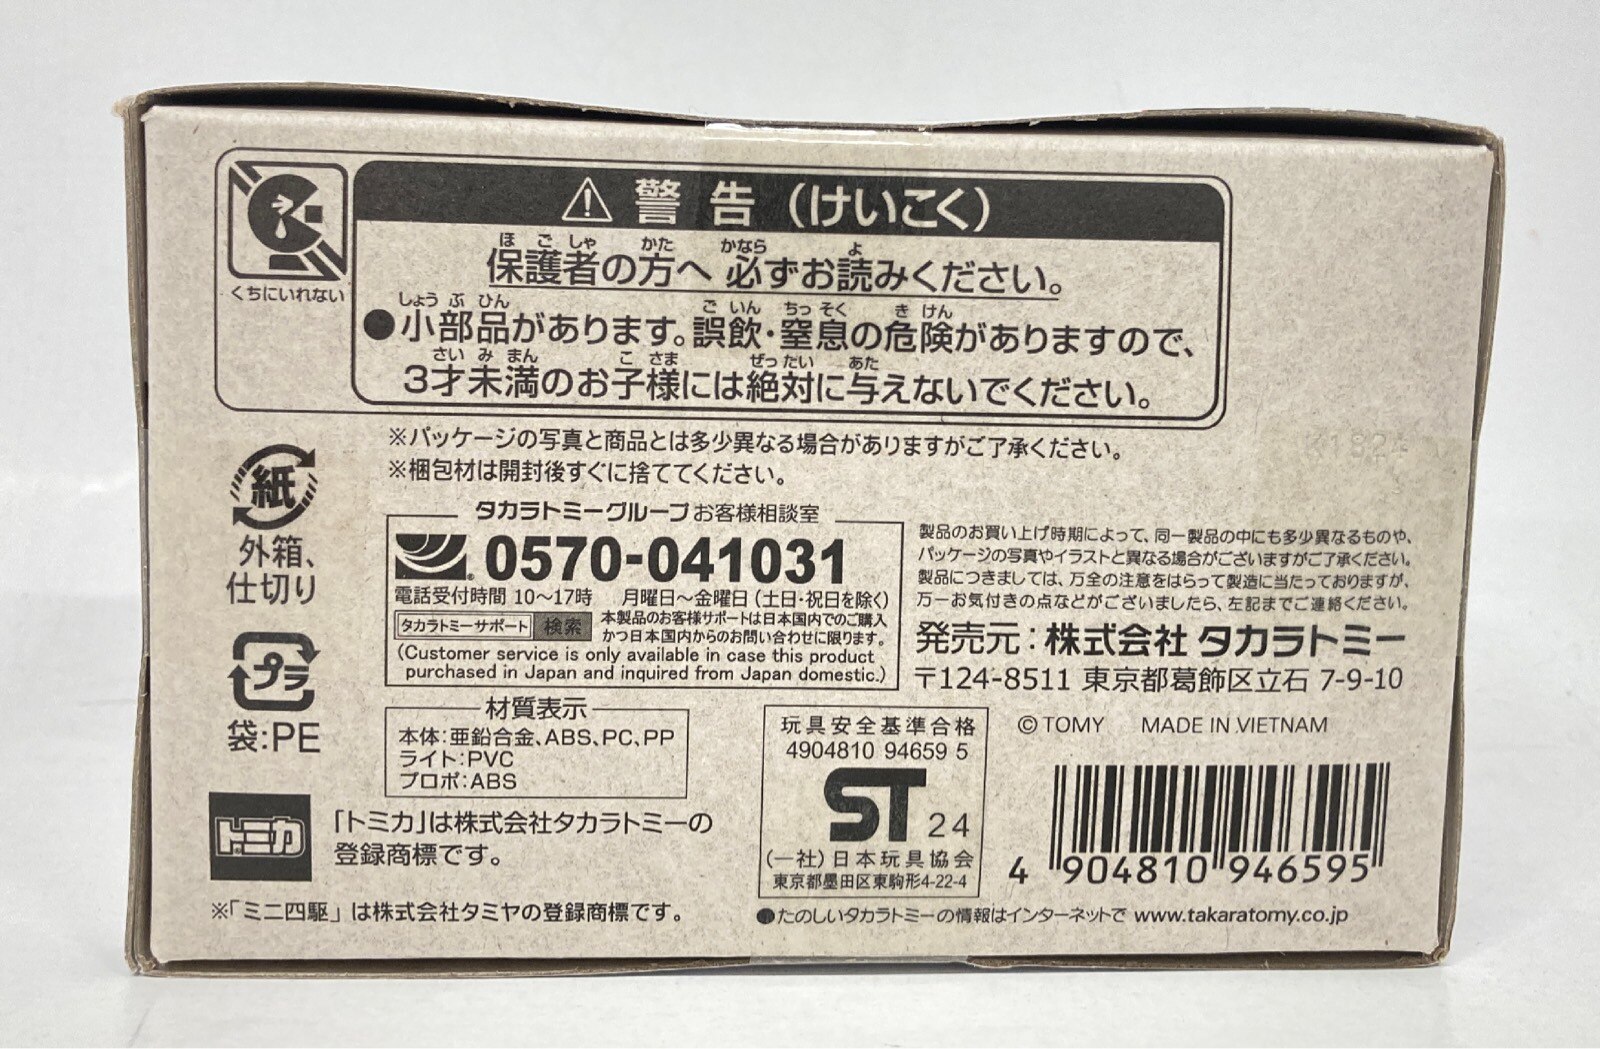 くちにいれない
⚠ 警告（けいこく）
ほごしゃ かた かなら よ
保護者の方へ 必ずお読みください。
しょうぶひん ごいん ちっそく きけん
●小部品があります。誤飲・窒息の危険がありますので、
さいみまん こさま ぜったい あた
3才未満のお子様には絶対に与えないでください。
※パッケージの写真と商品とは多少異なる場合がありますがご了承ください。
※梱包材は開封後すぐに捨ててください。
紙
外箱、
仕切り
プラ
袋:PE
タカラトミーグループお客様相談室
0570-041031
電話受付時間 10～17時 月曜日～金曜日（土日・祝日を除く）
タカラトミーサポート 検索
本製品のお客様サポートは日本国内でのご購入
かつ日本国内からのお問い合わせに限ります。
(Customer service is only available in case this product
purchased in Japan and inquired from Japan domestic.)
製品のお買い上げ時期によって、同一製品の中にも多少異なるものや、
パッケージの写真やイラストと異なる場合がございますがご了承ください。
製品につきましては、万全の注意をはらって製造に当たっておりますが、
万一お気付きの点などがございましたら、左記までご連絡ください。
発売元：株式会社 タカラトミー
〒124-8511 東京都葛飾区立石 7-9-10
材質表示
本体：亜鉛合金、ABS、PC、PP
ライト：PVC
プロポ：ABS
玩具安全基準合格
4904810 94659 5
ST 24
（一社）日本玩具協会
東京都墨田区東駒形4-22-4
© TOMY MADE IN VIETNAM
4 904810 946595
トミカ
「トミカ」は株式会社タカラトミーの
登録商標です。
※「ミニ四駆」は株式会社タミヤの登録商標です。
●たのしいタカラトミーの情報はインターネットで www.takaratomy.co.jp